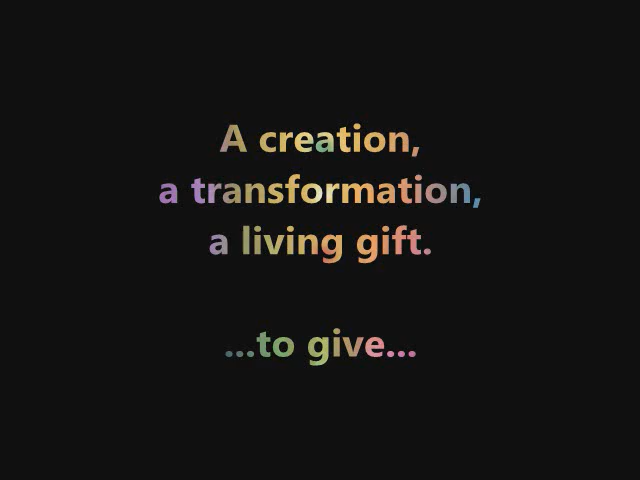 A creation,
a transformation,
a living gift.
...to give...